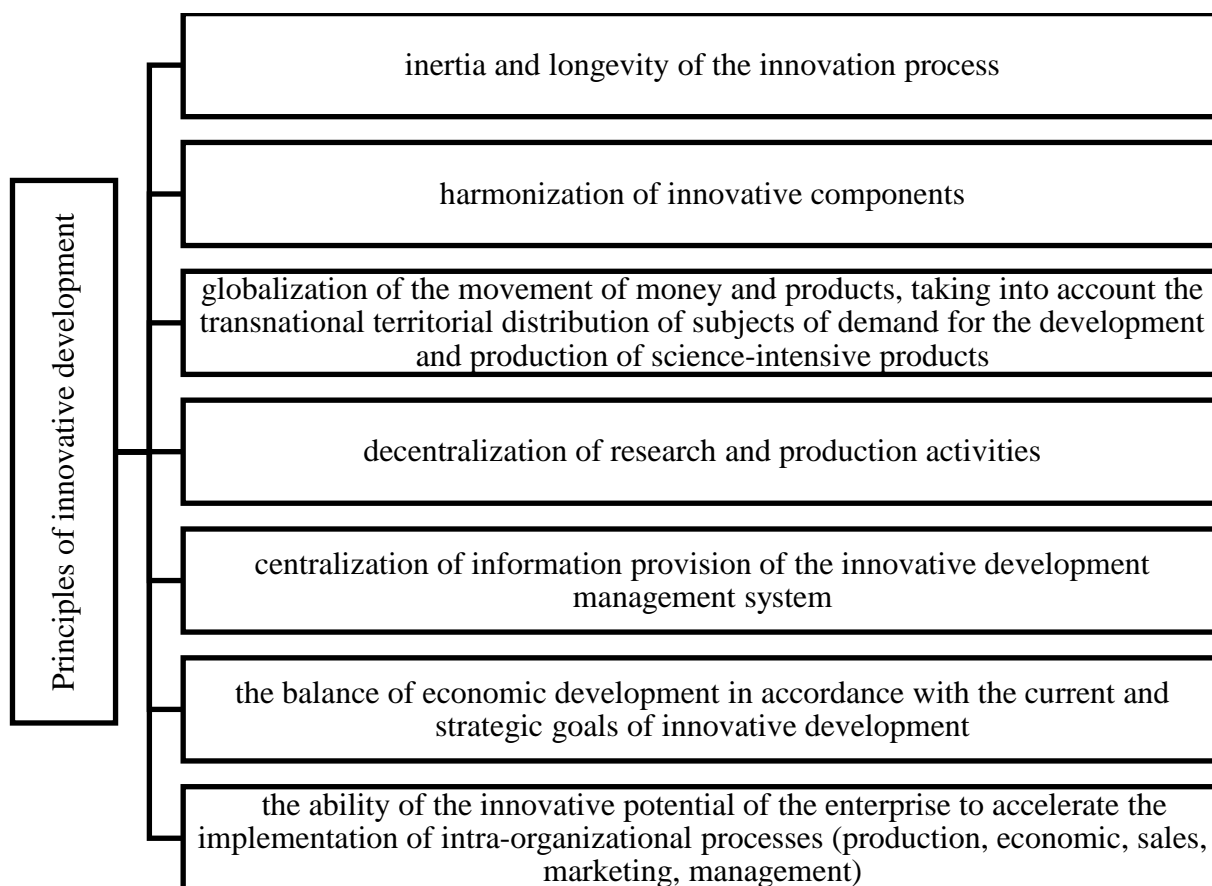 Principles of innovative development
inertia and longevity of the innovation process
harmonization of innovative components
globalization of the movement of money and products, taking into account the
transnational territorial distribution of subjects of demand for the development
and production of science-intensive products
decentralization of research and production activities
centralization of information provision of the innovative development
management system
the balance of economic development in accordance with the current and
strategic goals of innovative development
the ability of the innovative potential of the enterprise to accelerate the
implementation of intra-organizational processes (production, economic, sales,
marketing, management)